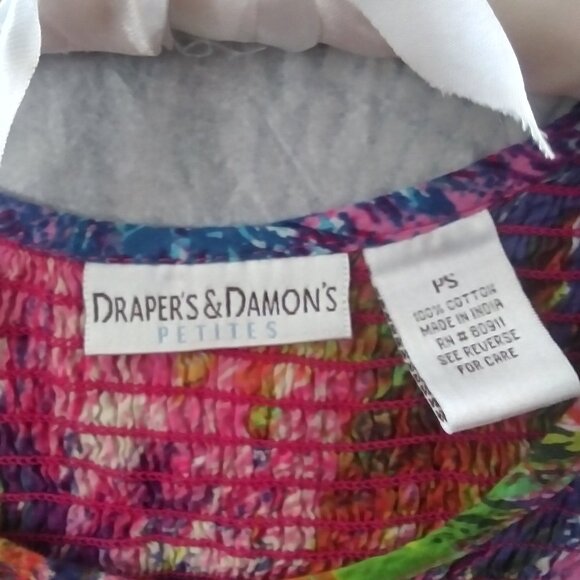 DRAPER'S & DAMON'S
PETITES
PS
100% COTTON
MADE IN INDIA
RN # 60911
SEE REVERSE
FOR CARE